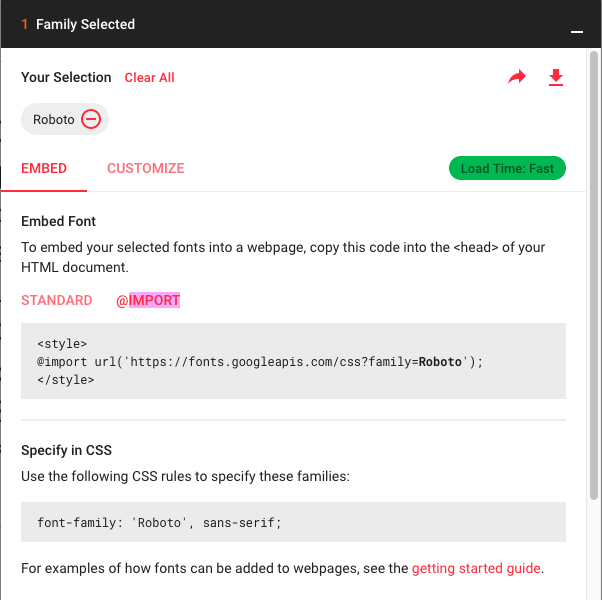 1 Family Selected
Your Selection Clear All
Roboto
EMBED CUSTOMIZE Load Time: Fast
Embed Font
To embed your selected fonts into a webpage, copy this code into the <head> of your
HTML document.
STANDARD @IMPORT
<style>
@import url('https://fonts.googleapis.com/css?family=Roboto');
</style>
Specify in CSS
Use the following CSS rules to specify these families:
font-family: 'Roboto', sans-serif;
For examples of how fonts can be added to webpages, see the getting started guide.